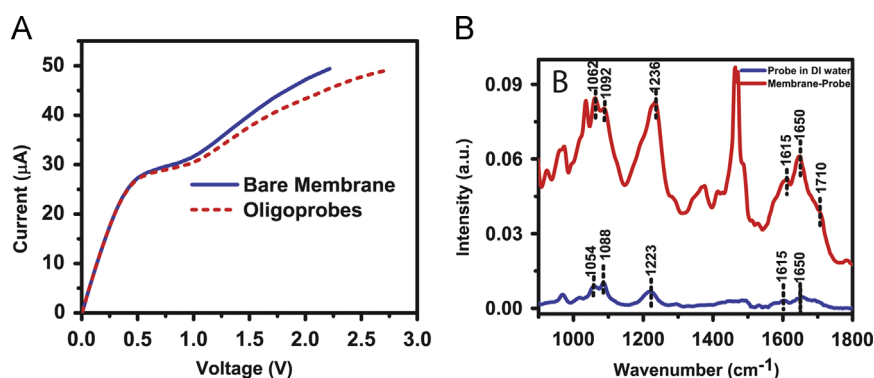 A
50
40
30
20
10
0
Current (μA)
Bare Membrane
Oligoprobes
0.0 0.5 1.0 1.5 2.0 2.5 3.0
Voltage (V)
B
B
Probe in DI water
Membrane-Probe
0.09
0.06
0.03
0.00
Intensity (a.u.)
1062
1092
1236
1615
1650
1710
1054
1088
1223
1615
1650
1000 1200 1400 1600 1800
Wavenumber (cm⁻¹)